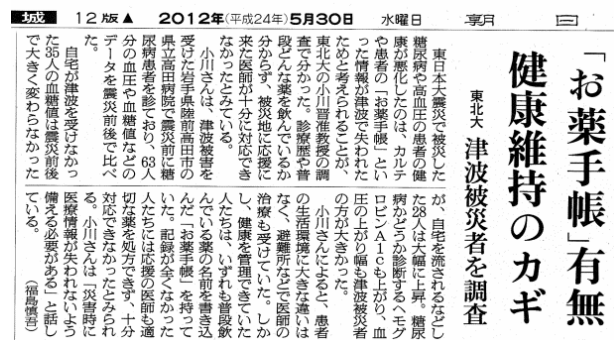 城 12版▲ 2012年(平成24年)5月30日 水曜日 朝 日
「お薬手帳」有無
健康維持のカギ
東北大 津波被災者を調査
東日本大震災で被災した
糖尿病や高血圧の患者の健
康が悪化したのは、カルテ
や患者の「お薬手帳」とい
った情報が津波で失われた
ためと考えられることが、
東北大の小川晋准教授の調
査で分かった。診療歴や普
段どんな薬を飲んでいるか
分からず、被災地に応援に
来た医師が十分に対応でき
なかったとみている。
小川さんは、津波被害を
受けた岩手県陸前高田市の
県立高田病院で震災前に糖
尿病患者を診ており、63人
分の血圧や血糖値などの
データを震災前後で比べ
た。
自宅が津波を受けなかっ
た35人の血糖値は震災前後
で大きく変わらなかった
が、自宅を流されるなどし
た28人は大幅に上昇。糖尿
病かどうか診断するヘモグ
ロビンA1cも上がり、血
圧の上がり幅も津波被災者
の方が大きかった。
小川さんによると、患者
の生活環境に大きな違いは
なく、避難所などで医師の
治療も受けていた。しか
し、健康を管理できていた
人たちは、いずれも普段飲
んでいる薬の名前を書き込
んだ「お薬手帳」を持って
いた。記録が全くなかった
人たちには応援の医師も適
切な薬を処方できず、十分
対応できなかったとみられ
る。小川さんは「災害時に
医療情報が失われないよう
備える必要がある」と話し
ている。 (福島慎吾)